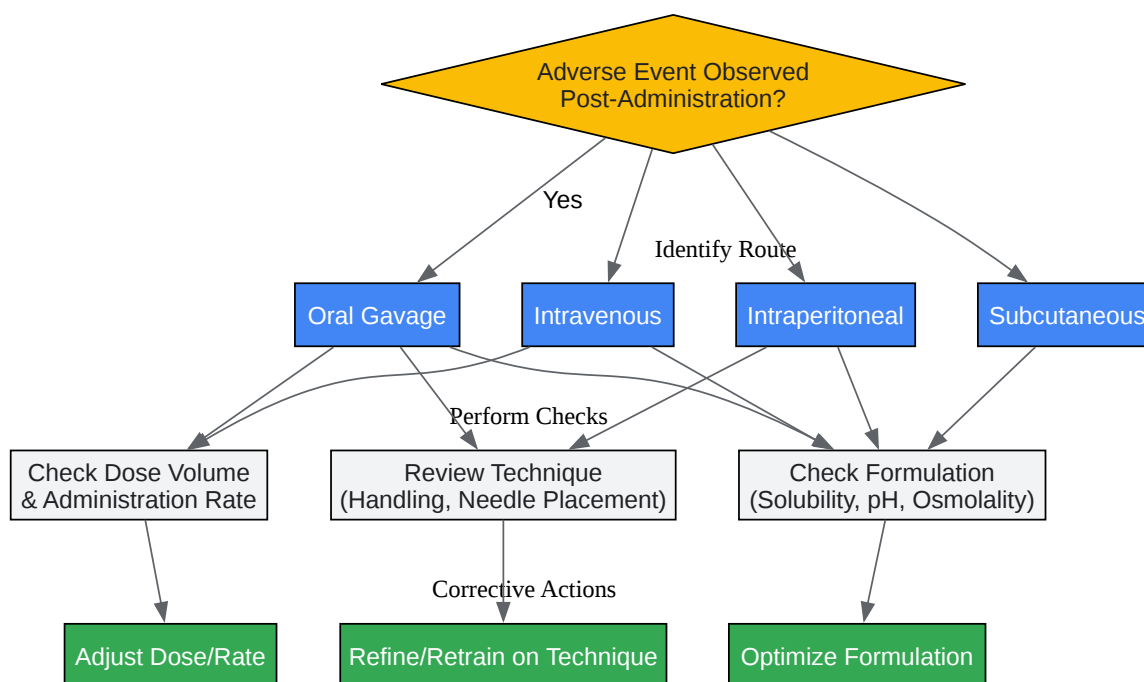 Adverse Event Observed
Post-Administration?
Yes
Identify Route
Oral Gavage
Intravenous
Intraperitoneal
Subcutaneous
Perform Checks
Check Dose Volume
& Administration Rate
Review Technique
(Handling, Needle Placement)
Check Formulation
(Solubility, pH, Osmolality)
Corrective Actions
Adjust Dose/Rate
Refine/Retrain on Technique
Optimize Formulation